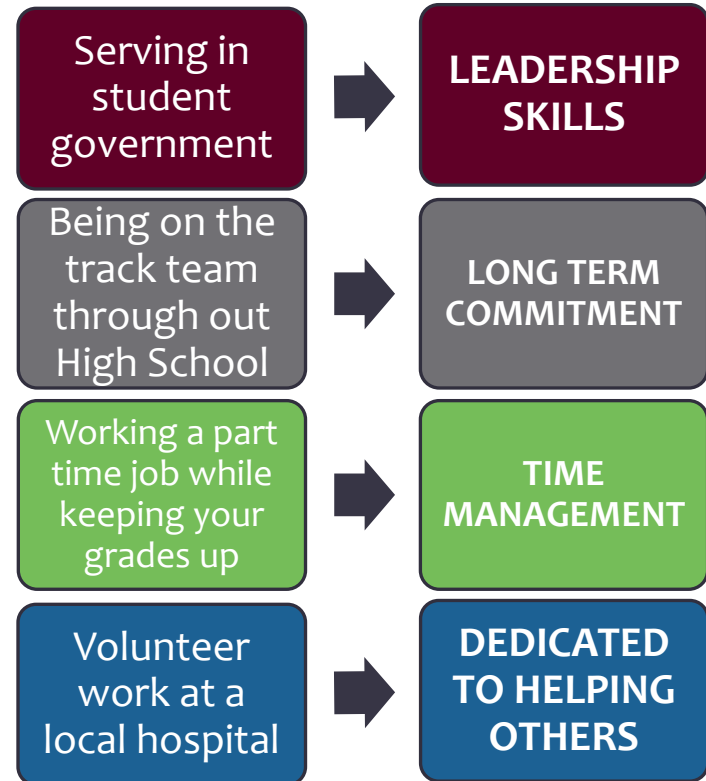 Serving in
student
government
LEADERSHIP
SKILLS
Being on the
track team
through out
High School
LONG TERM
COMMITMENT
Working a part
time job while
keeping your
grades up
TIME
MANAGEMENT
Volunteer
work at a
local hospital
DEDICATED
TO HELPING
OTHERS